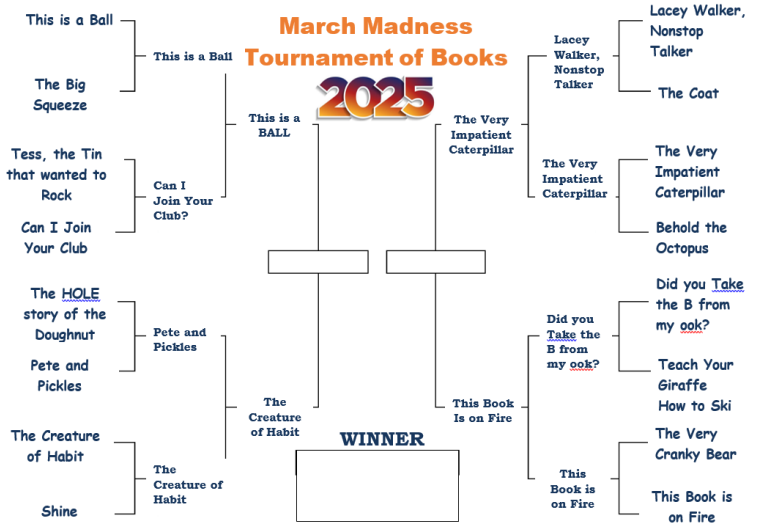 March Madness
Tournament of Books
2025
This is a Ball
The Big
Squeeze
Tess, the Tin
that wanted to
Rock
Can I Join
Your Club
The HOLE
story of the
Doughnut
Pete and
Pickles
The Creature
of Habit
Shine
This is a Ball
Can I
Join Your
Club?
Pete and
Pickles
The
Creature of
Habit
This is a
BALL
The
Creature
of Habit
WINNER
The Very
Impatient
Caterpillar
This Book
Is on Fire
Lacey
Walker,
Nonstop
Talker
The Very
Impatient
Caterpillar
Did you
Take the
B from
my ook?
This
Book is
on Fire
Lacey Walker,
Nonstop
Talker
The Coat
The Very
Impatient
Caterpillar
Behold the
Octopus
Did you Take
the B from
my ook?
Teach Your
Giraffe
How to Ski
The Very
Cranky Bear
This Book is
on Fire